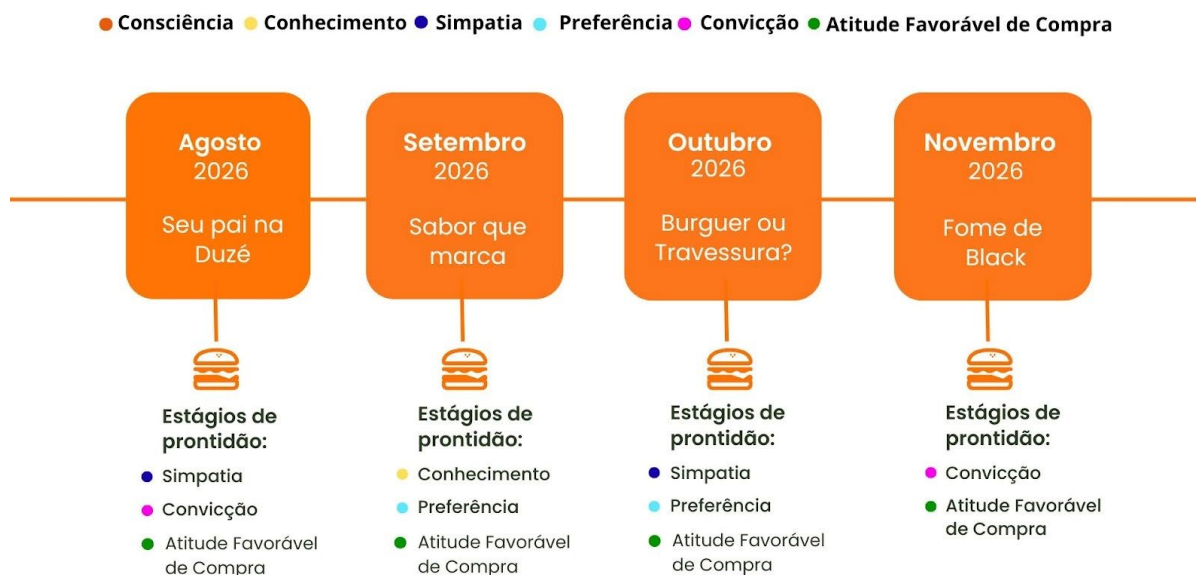 Consciência Conhecimento Simpatia Preferência Convicção Atitude Favorável de Compra
Agosto
2026
Seu pai na
Duzé
Estágios de
prontidão:
Simpatia
Convicção
Atitude Favorável
de Compra
Setembro
2026
Sabor que
marca
Estágios de
prontidão:
Conhecimento
Preferência
Atitude Favorável
de Compra
Outubro
2026
Burguer ou
Travessura?
Estágios de
prontidão:
Simpatia
Preferência
Atitude Favorável
de Compra
Novembro
2026
Fome de
Black
Estágios de
prontidão:
Convicção
Atitude Favorável
de Compra